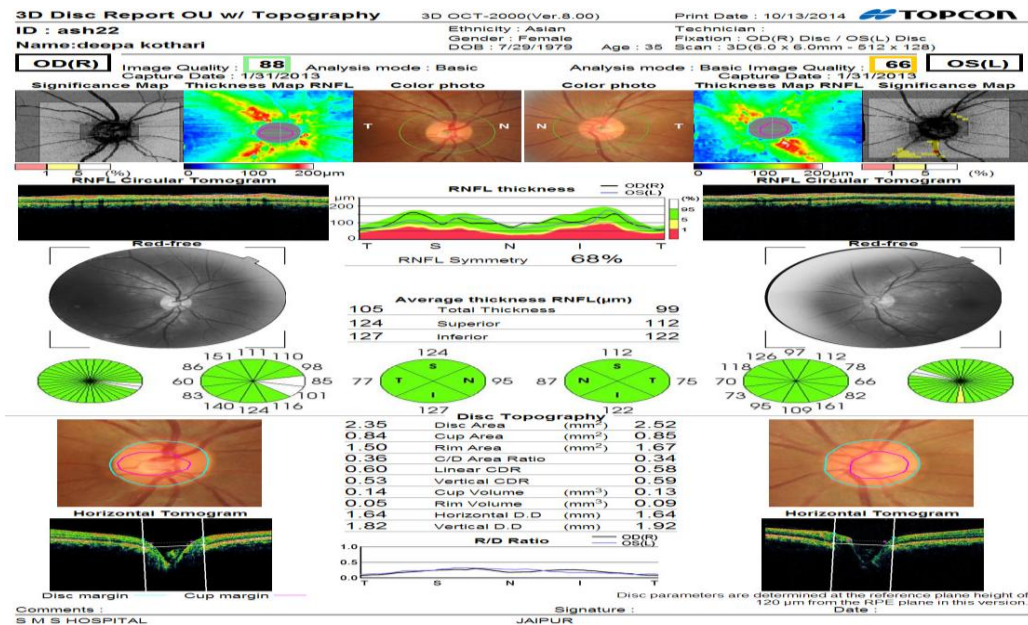 3D Disc Report OU w/ Topography 3D OCT-2000(Ver.8.00) Print Date : 10/13/2014 TOPCON
ID : ash22 Ethnicity : Asian Technician :
Gender : Female Fixation : OD(R) Disc / OS(L) Disc
Name:deepa kothari DOB : 7/29/1979 Age : 35 Scan : 3D(6.0 x 6.0mm - 512 x 128)
OD(R) Image Quality : 88 Analysis mode : Basic Analysis mode : Basic Image Quality : 66 OS(L)
Capture Date : 1/31/2013 Capture Date : 1/31/2013
Significance Map Thickness Map RNFL Color photo Color photo Thickness Map RNFL Significance Map
T N N T
1 5 (%) 0 100 200μm 0 100 200μm 1 5 (%)
RNFL Circular Tomogram RNFL thickness OD(R) OS(L) RNFL Circular Tomogram
μm 200 100 0 (%) 95 5 1
T S N I T
Red-free RNFL Symmetry 68% Red-free
Average thickness RNFL(μm)
105 Total Thickness 99
124 Superior 112
127 Inferior 122
151 111 110 124 112 126 97 112
86 98 118 78
60 85 77 T S N I 95 87 N S T I 75 70 66
83 101 73 82
140 124 116 127 122 95 109 161
Disc Topography
2.35 Disc Area (mm²) 2.52
0.84 Cup Area (mm²) 0.85
1.50 Rim Area (mm²) 1.67
0.36 C/D Area Ratio 0.34
0.60 Linear CDR 0.58
0.53 Vertical CDR 0.59
0.14 Cup Volume (mm³) 0.13
0.05 Rim Volume (mm³) 0.09
1.64 Horizontal D.D (mm) 1.64
1.82 Vertical D.D (mm) 1.92
Horizontal Tomogram R/D Ratio OD(R) OS(L) Horizontal Tomogram
1.0
0.5
0.0
T S N I T
Disc margin Cup margin Disc parameters are determined at the reference plane height of
120 μm from the RPE plane in this version.
Comments : Signature : Date :
S M S HOSPITAL JAIPUR